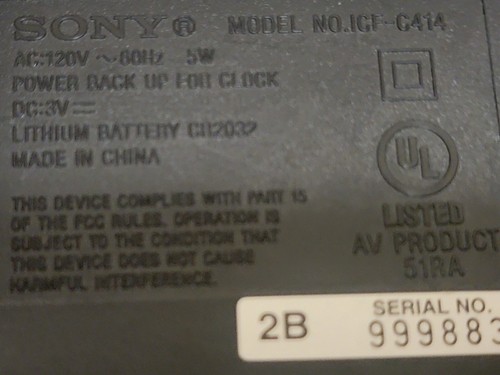 SONY® MODEL NO.ICF-C414
AC:120V ~60Hz 5W
POWER BACK UP FOR CLOCK
DC:3V⎓
LITHIUM BATTERY CR2032
MADE IN CHINA
THIS DEVICE COMPLIES WITH PART 15
OF THE FCC RULES. OPERATION IS
SUBJECT TO THE CONDITION THAT
THIS DEVICE DOES NOT CAUSE
HARMFUL INTERFERENCE.
UL
LISTED
AV PRODUCT
51RA
2B
SERIAL NO.
999883